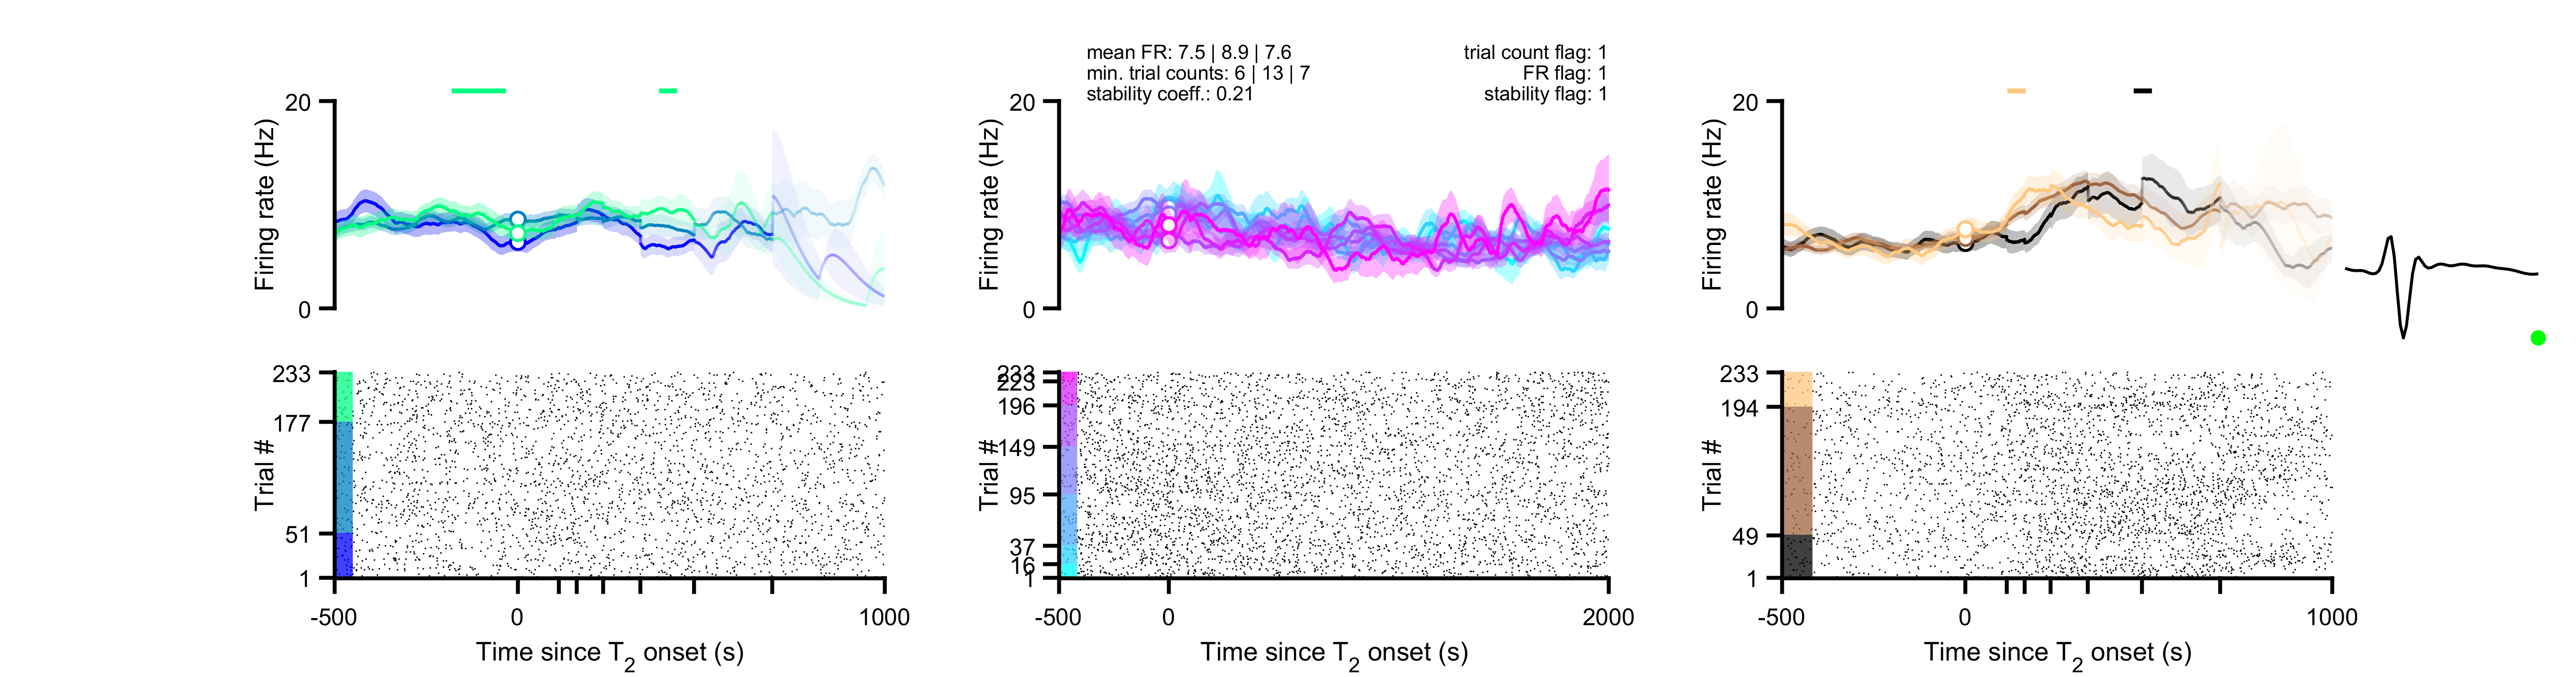 mean FR: 7.5 | 8.9 | 7.6
min. trial counts: 6 | 13 | 7
stability coeff.: 0.21
trial count flag: 1
FR flag: 1
stability flag: 1
20
0
Firing rate (Hz)
20
0
Firing rate (Hz)
20
0
Firing rate (Hz)
233
177
51
1
Trial #
-500
0
1000
Time since T2 onset (s)
233
223
196
149
95
37
16
1
Trial #
-500
0
2000
Time since T2 onset (s)
233
194
49
1
Trial #
-500
0
1000
Time since T2 onset (s)